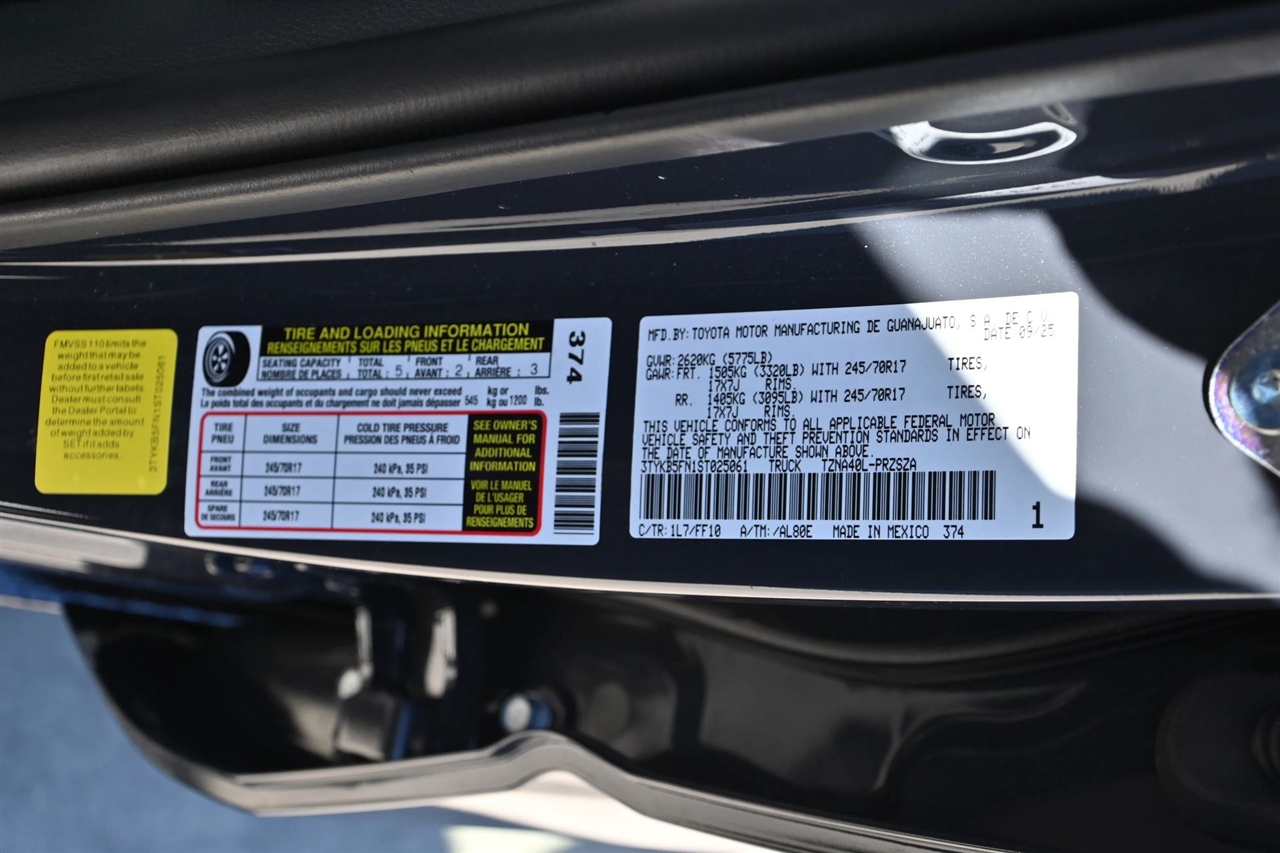 FMVSS 110 limits the
weight that may be
added to a vehicle
before first retail sale
without further labels.
Dealer must consult
the Dealer Portal to
determine the amount
of weight added by
SET if it adds
accessories.
3TYKB5FN1ST025061
TIRE AND LOADING INFORMATION
RENSEIGNEMENTS SUR LES PNEUS ET LE CHARGEMENT
SEATING CAPACITY TOTAL FRONT REAR
NOMBRE DE PLACES TOTAL : 5 AVANT : 2 ARRIÈRE : 3
The combined weight of occupants and cargo should never exceed kg or lbs.
Le poids total des occupants et du chargement ne doit jamais dépasser 545 kg ou 1200 lb.
TIRE SIZE COLD TIRE PRESSURE
PNEU DIMENSIONS PRESSION DES PNEUS À FROID
FRONT
AVANT 245/70R17 240 kPa, 35 PSI
REAR
ARRIÈRE 245/70R17 240 kPa, 35 PSI
SPARE
DE SECOURS 245/70R17 240 kPa, 35 PSI
SEE OWNER'S
MANUAL FOR
ADDITIONAL
INFORMATION
VOIR LE MANUEL
DE L'USAGER
POUR PLUS DE
RENSEIGNEMENTS
374
MFD.BY: TOYOTA MOTOR MANUFACTURING DE GUANAJUATO, S A DE C V.
DATE 09/25
GVWR: 2620KG (5775LB)
GAWR: FRT. 1505KG (3320LB) WITH 245/70R17 TIRES,
17X7J RIMS.
RR. 1405KG (3095LB) WITH 245/70R17 TIRES,
17X7J RIMS.
THIS VEHICLE CONFORMS TO ALL APPLICABLE FEDERAL MOTOR
VEHICLE SAFETY AND THEFT PREVENTION STANDARDS IN EFFECT ON
THE DATE OF MANUFACTURE SHOWN ABOVE.
3TYKB5FN1ST025061 TRUCK TZNA40L-PRZSZA
C/TR: 1L7/FF10 A/TM: /AL80E MADE IN MEXICO 374
1